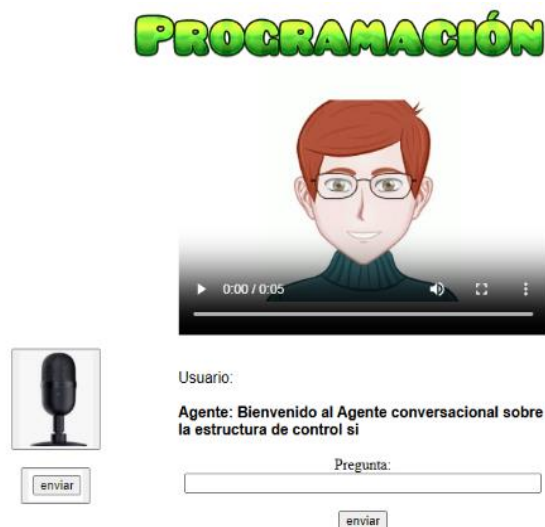 PROGRAMACIÓN
0:00 / 0:05
Usuario:
Agente: Bienvenido al Agente conversacional sobre
la estructura de control si
Pregunta:
enviar
enviar